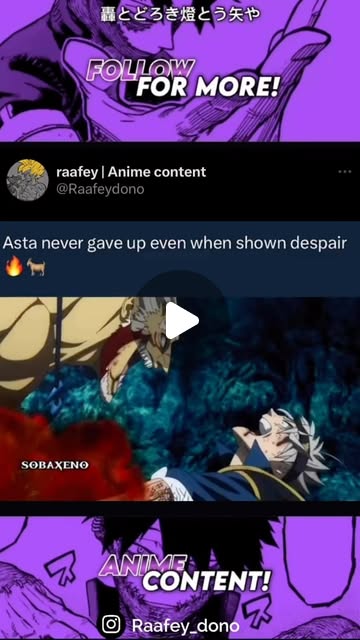 轟とどろき燈とう矢や
FOLLOW
FOR MORE!
raafey | Anime content
@Raafeydono
Asta never gave up even when shown despair
🔥🐐
SOBAXENO
ANIME
CONTENT!
Raafey_dono